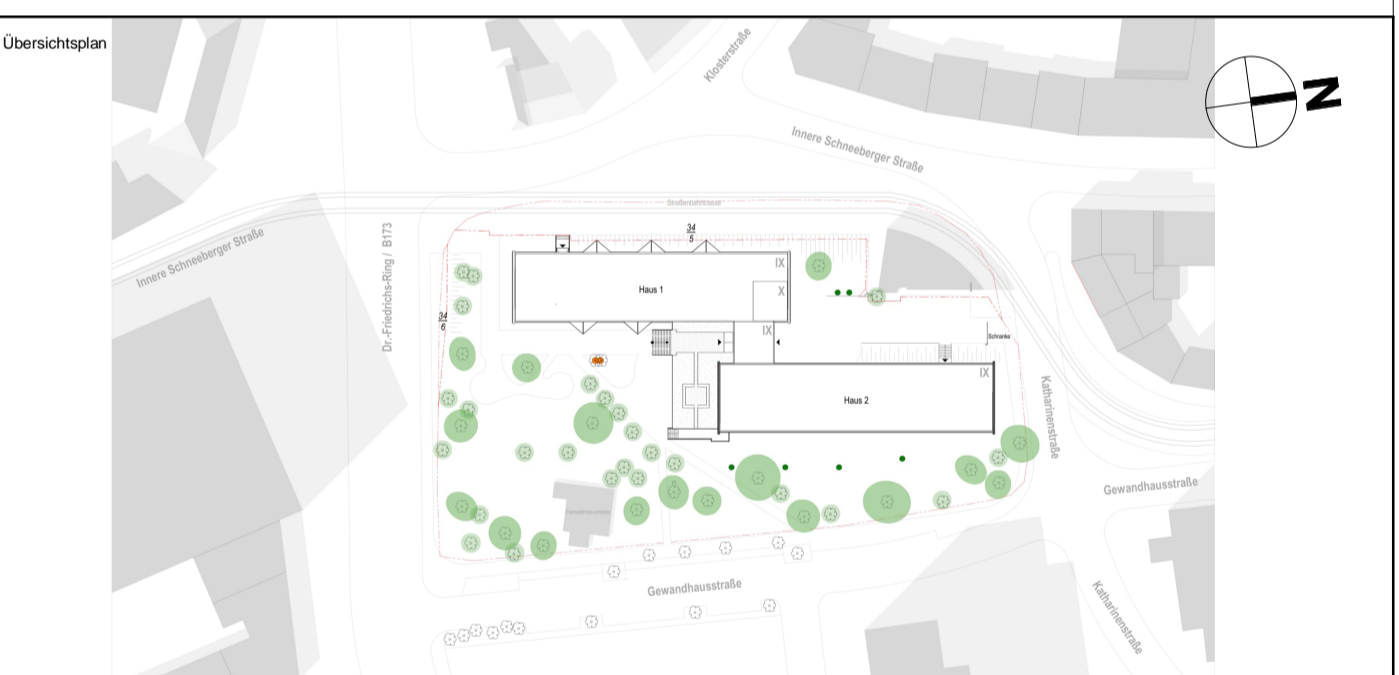 Übersichtsplan
Klosterstraße
N
Innere Schneeberger Straße
Straßenbahntrasse
34
5
Innere Schneeberger Straße
Dr.-Friedrichs-Ring / B173
IX
Haus 1
X
34
6
IX
Schranke
IX
Haus 2
Katharinenstraße
Gewandhausstraße
Gewandhausstraße
Katharinenstraße